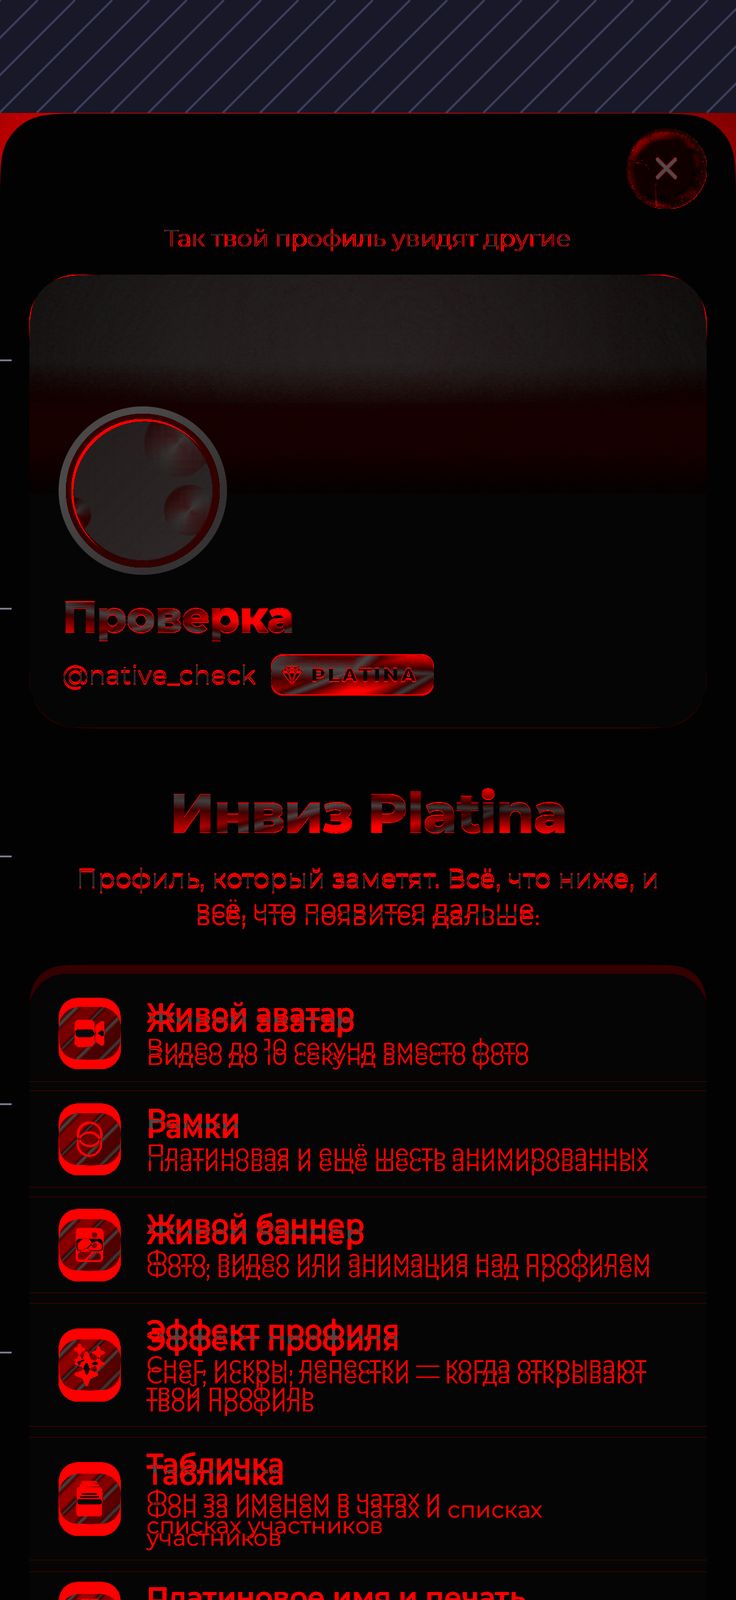 Так твой профиль увидят другие
Проверка
@native_check PLATINA
Инвиз Platina
Профиль, который заметят. Всё, что ниже, и
всё, что появится дальше.
Живой аватар
Видео до 10 секунд вместо фото
Рамки
Платиновая и ещё шесть анимированных
Живой баннер
Фото, видео или анимация над профилем
Эффект профиля
Снег, искры, лепестки — когда открывают
твой профиль
Табличка
Фон за именем в чатах и списках
участников
Платиновое имя и печать